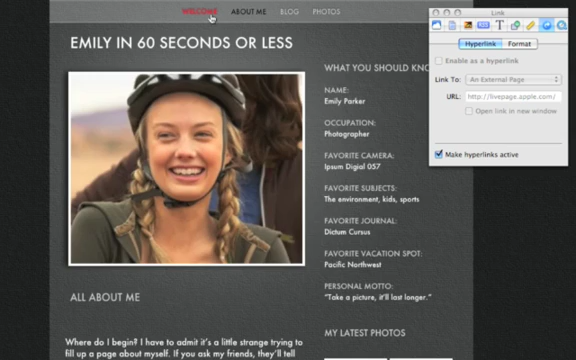 WELCOME ABOUT ME BLOG PHOTOS
EMILY IN 60 SECONDS OR LESS
WHAT YOU SHOULD
NAME:
Emily Parker
OCCUPATION:
Photographer
FAVORITE CAMERA:
Ipsum Digial 057
FAVORITE SUBJECTS:
The environment, kids, sports
FAVORITE JOURNAL:
Dictum Cursus
FAVORITE VACATION SPOT:
Pacific Northwest
PERSONAL MOTTO:
"Take a picture, it'll last longer."
MY LATEST PHOTOS
ALL ABOUT ME
Where do I begin? I have to admit it's a little strange trying to
fill up a page about myself. If you ask my friends, they'll tell
Link
Hyperlink Format
Enable as a hyperlink
Link To: An External Page
URL: http://livepage.apple.com/
Open link in new window
Make hyperlinks active